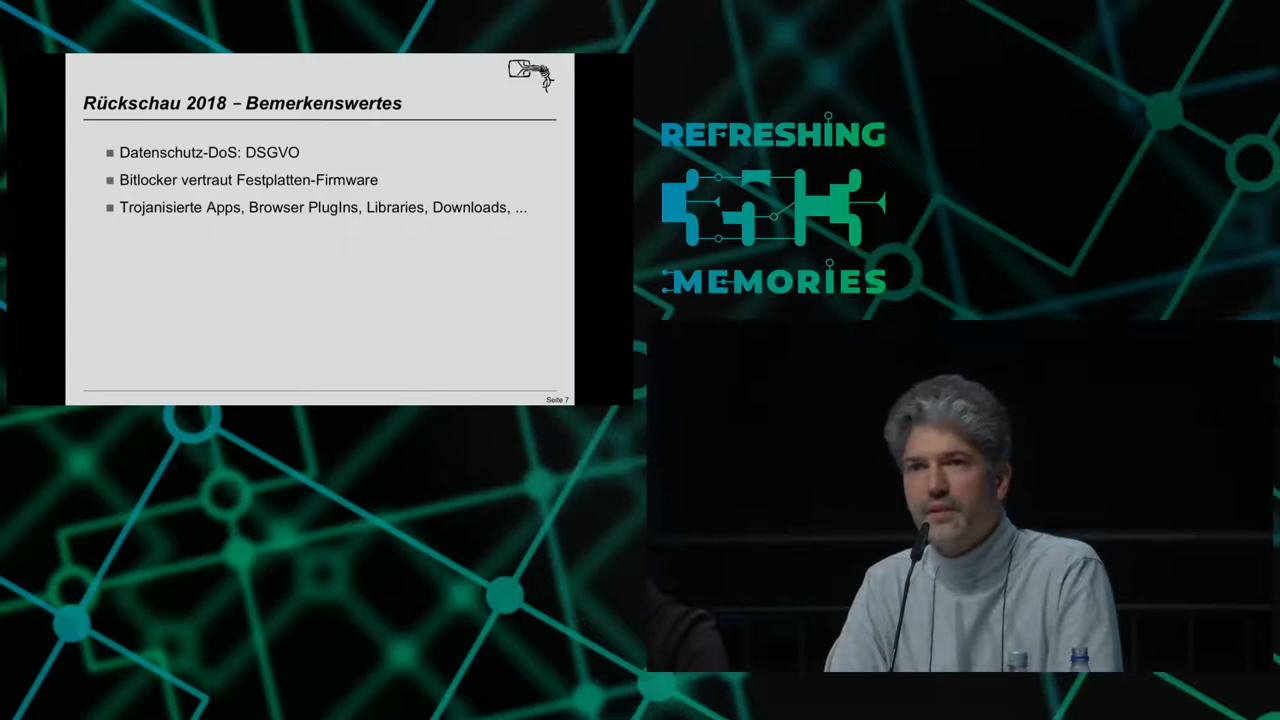 Rückschau 2018 – Bemerkenswertes
Datenschutz-DoS: DSGVO
Bitlocker vertraut Festplatten-Firmware
Trojanisierte Apps, Browser PlugIns, Libraries, Downloads, ...
Seite 7
REFRESHING
MEMORIES